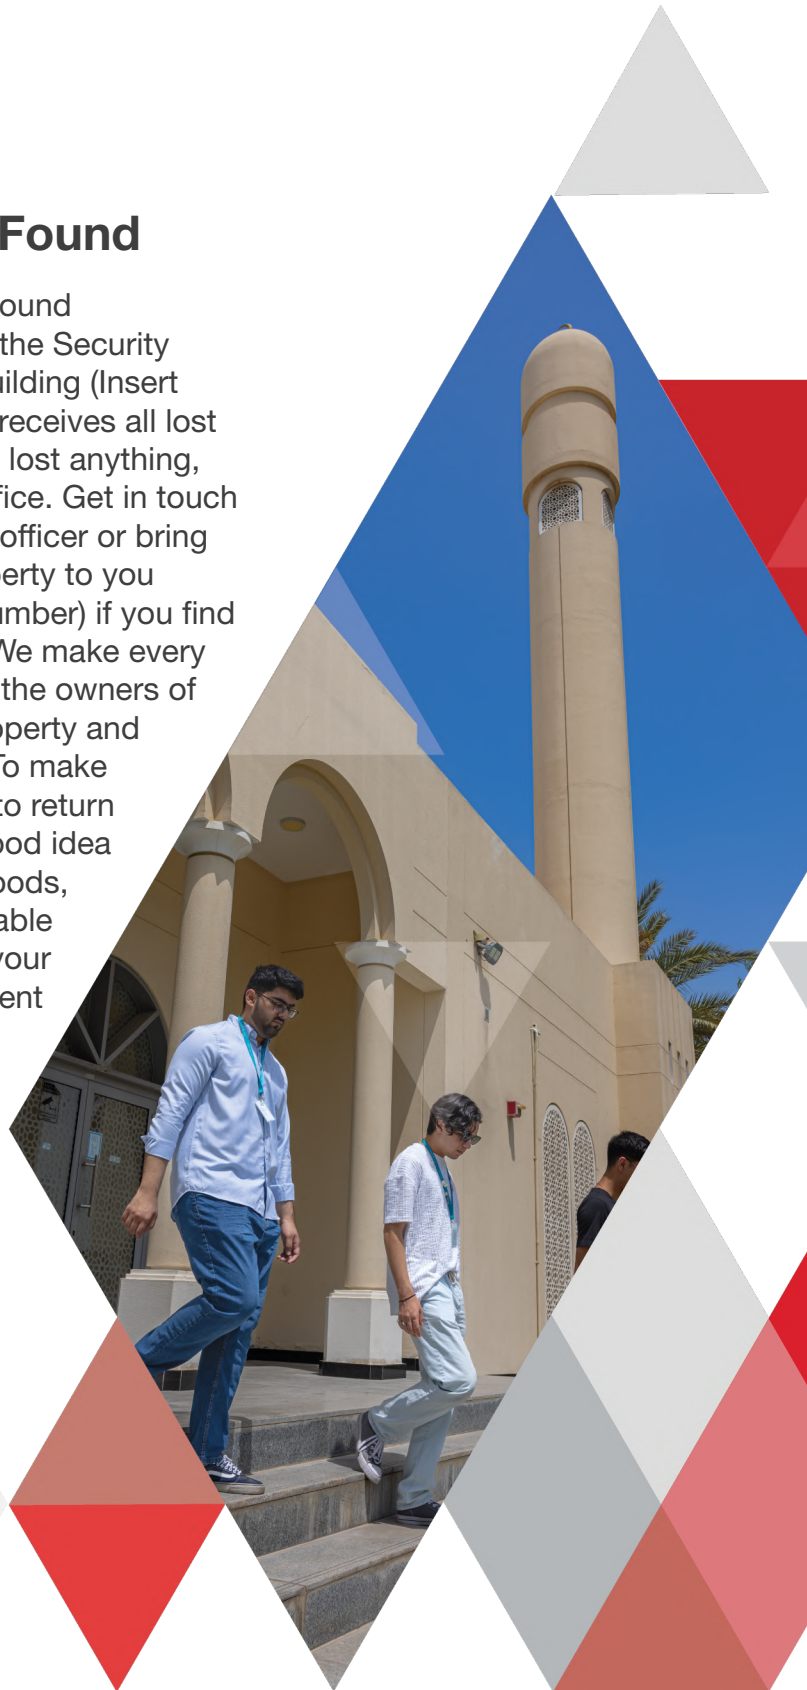 Found
ound
the Security
uilding (Insert
receives all lost
lost anything,
fice. Get in touch
officer or bring
perty to you
umber) if you find
We make every
the owners of
operty and
To make
to return
ood idea
oods,
able
your
ent